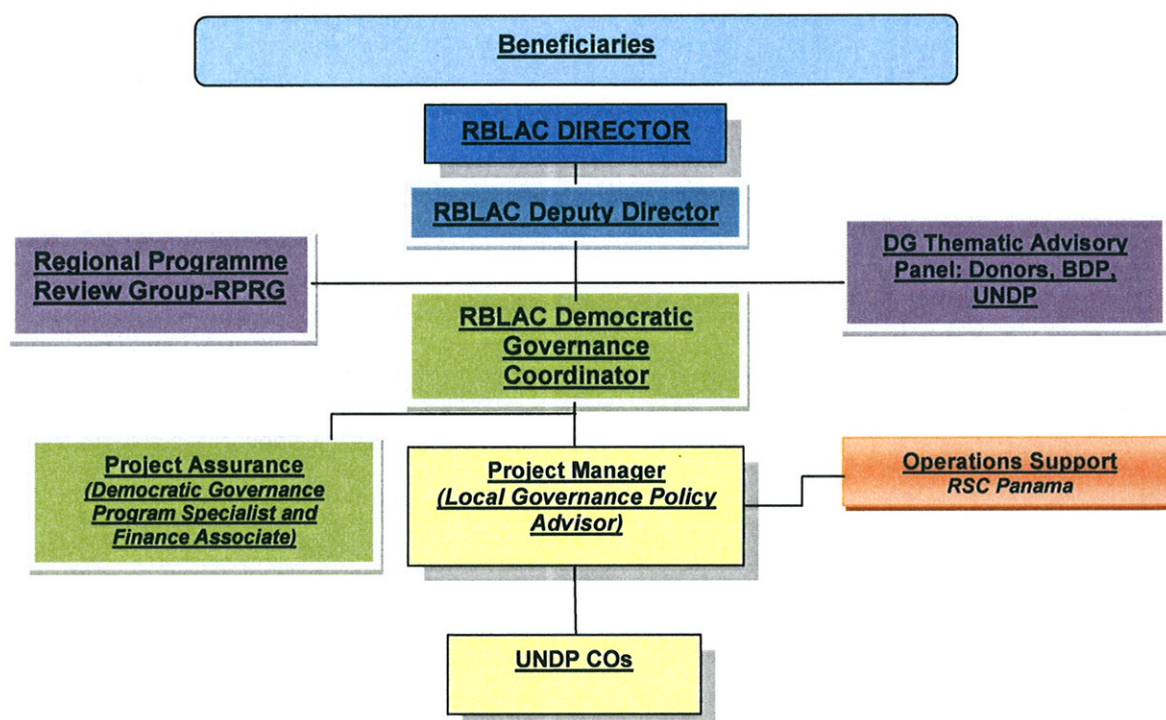 Beneficiaries
RBLAC DIRECTOR
RBLAC Deputy Director
Regional Programme
Review Group-RPRG
DG Thematic Advisory
Panel: Donors, BDP,
UNDP
RBLAC Democratic
Governance
Coordinator
Project Assurance
(Democratic Governance
Program Specialist and
Finance Associate)
Project Manager
(Local Governance Policy
Advisor)
Operations Support
RSC Panama
UNDP COs